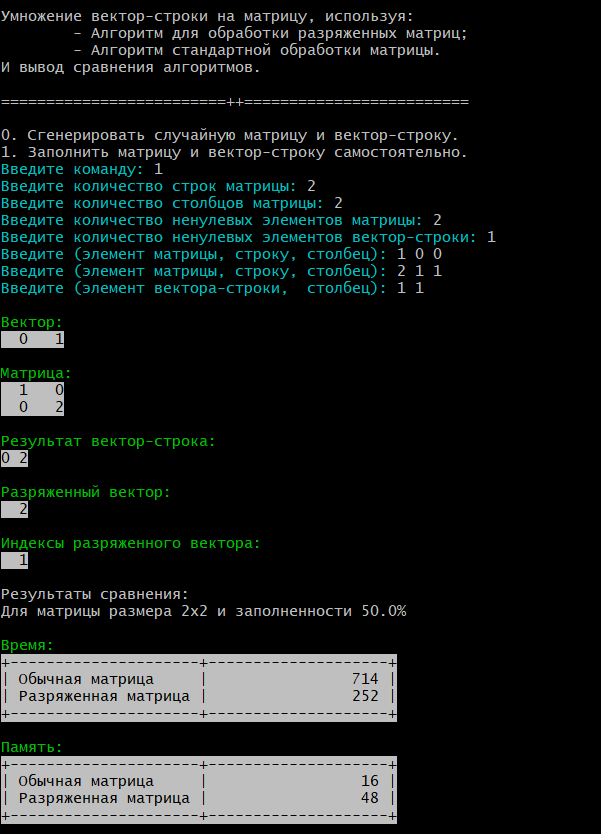 Умножение вектор-строки на матрицу, используя:
- Алгоритм для обработки разряженных матриц;
- Алгоритм стандартной обработки матрицы.
И вывод сравнения алгоритмов.
=========================++=========================
0. Сгенерировать случайную матрицу и вектор-строку.
1. Заполнить матрицу и вектор-строку самостоятельно.
Введите команду: 1
Введите количество строк матрицы: 2
Введите количество столбцов матрицы: 2
Введите количество ненулевых элементов матрицы: 2
Введите количество ненулевых элементов вектор-строки: 1
Введите (элемент матрицы, строку, столбец): 1 0 0
Введите (элемент матрицы, строку, столбец): 2 1 1
Введите (элемент вектора-строки,  столбец): 1 1
Вектор:
0   1
Матрица:
1   0
0   2
Результат вектор-строка:
0 2
Разряженный вектор:
2
Индексы разряженного вектора:
1
Результаты сравнения:
Для матрицы размера 2x2 и заполненности 50.0%
Время:
+---------------------+--------------------+
| Обычная матрица     |                714 |
| Разряженная матрица |                252 |
+---------------------+--------------------+
Память:
+---------------------+--------------------+
| Обычная матрица     |                 16 |
| Разряженная матрица |                 48 |
+---------------------+--------------------+